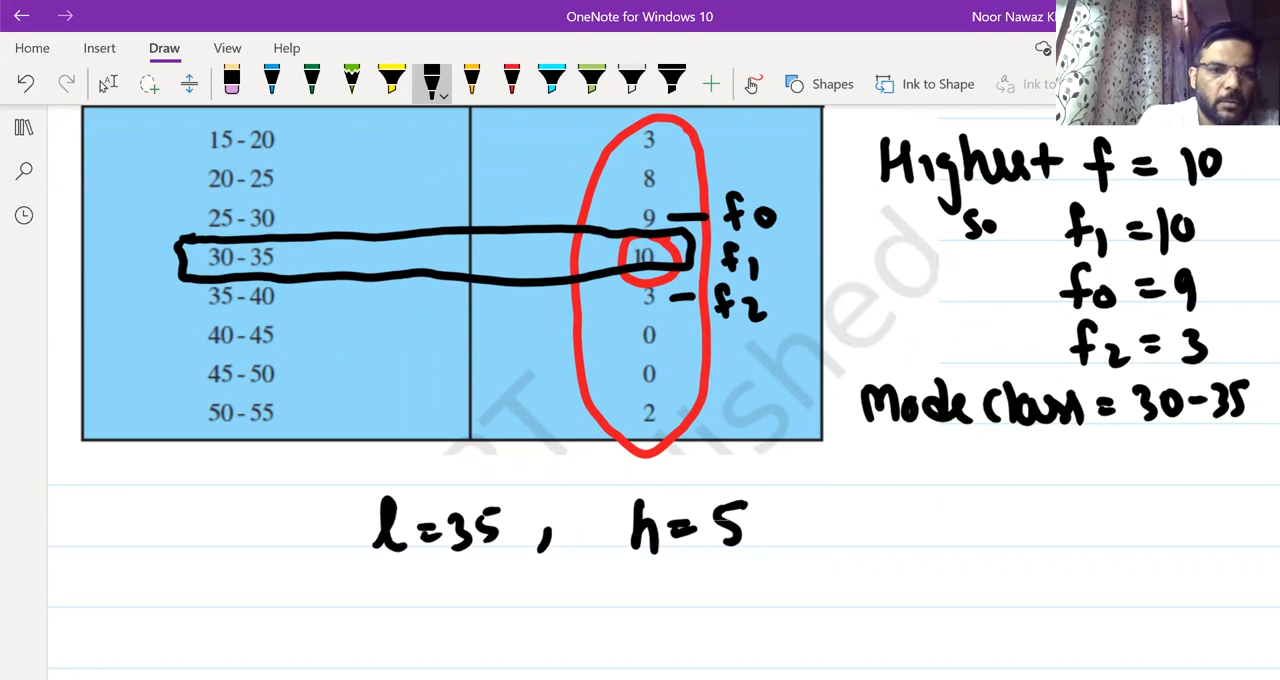 OneNote for Windows 10
Noor Nawaz K
Home Insert Draw View Help
Shapes Ink to Shape Ink to
15 - 20 3
20 - 25 8
25 - 30 9 — f0
30 - 35 10 f1
35 - 40 3 — f2
40 - 45 0
45 - 50 0
50 - 55 2
Highest f = 10
so f1 = 10
f0 = 9
f2 = 3
Mode class = 30-35
l = 35 , h = 5